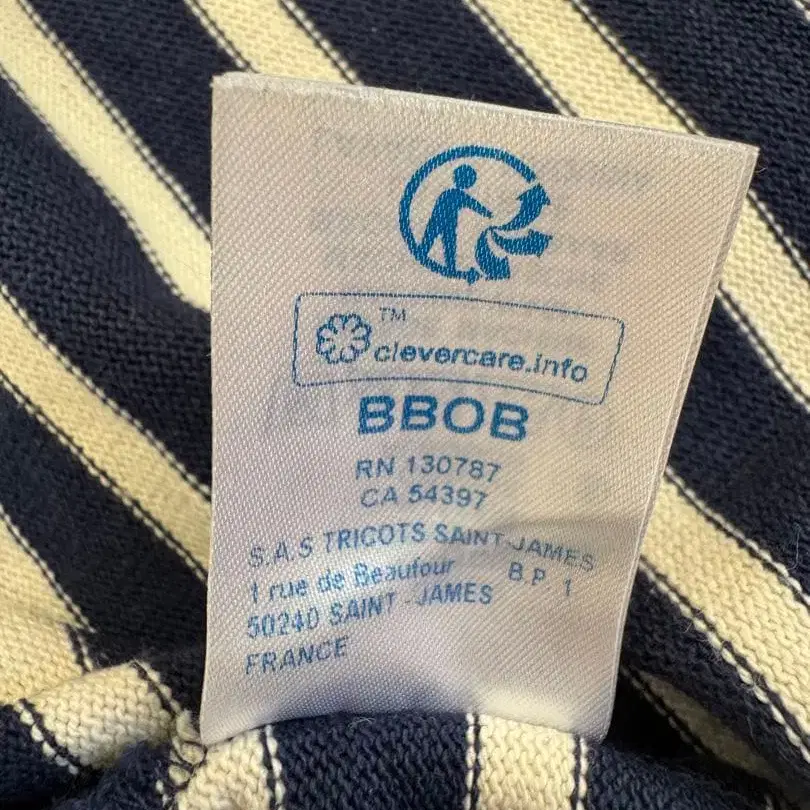 TM
clevercare.info
BBOB
RN 130787
CA 54397
S.A.S TRICOTS SAINT-JAMES
1 rue de Beaufour B.P. 1
50240 SAINT-JAMES
FRANCE